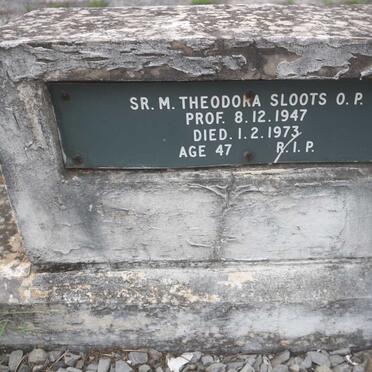 SR. M. THEODORA SLOOTS O.P.
PROF. 8.12.1947
DIED. 1.2.1973
AGE 47 R.I.P.